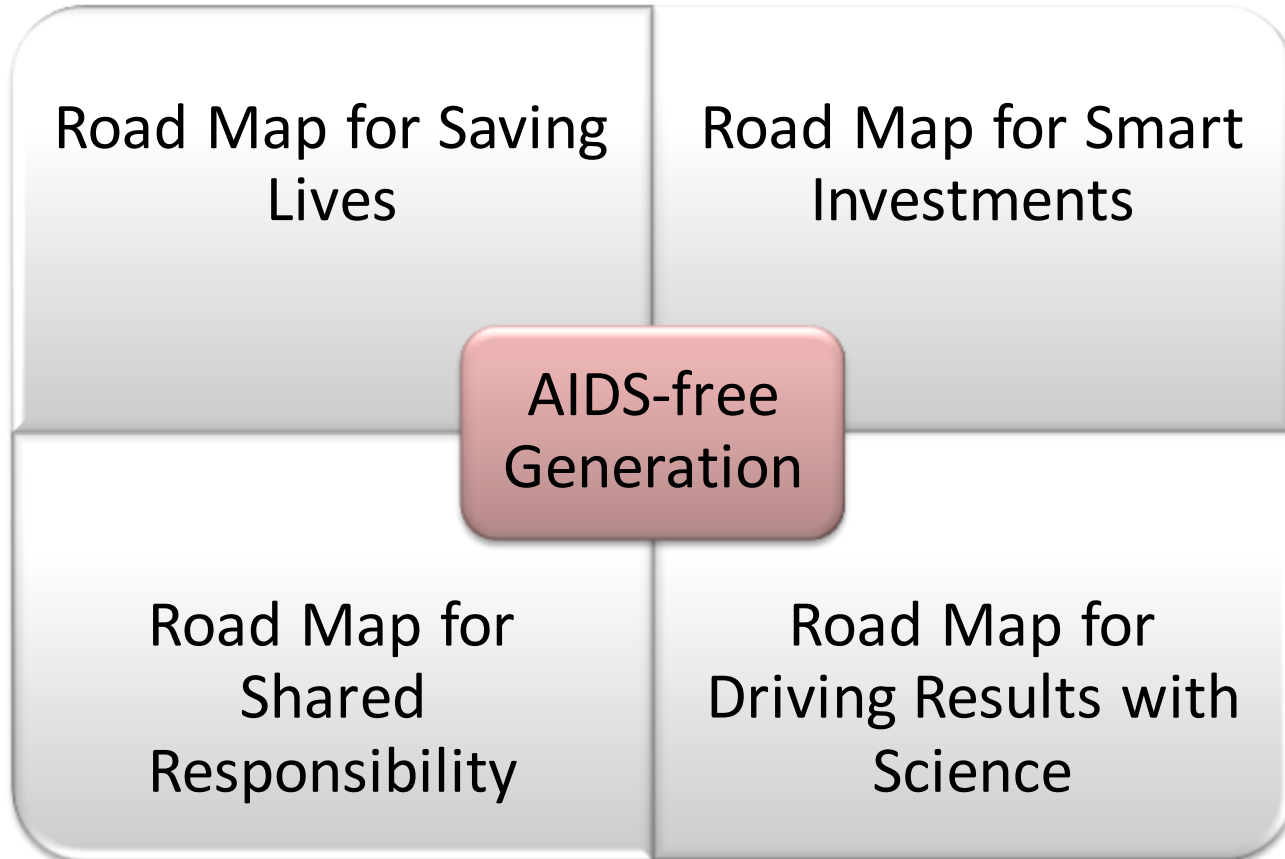 Road Map for Saving
Lives
Road Map for Smart
Investments
AIDS-free
Generation
Road Map for
Shared
Responsibility
Road Map for
Driving Results with
Science